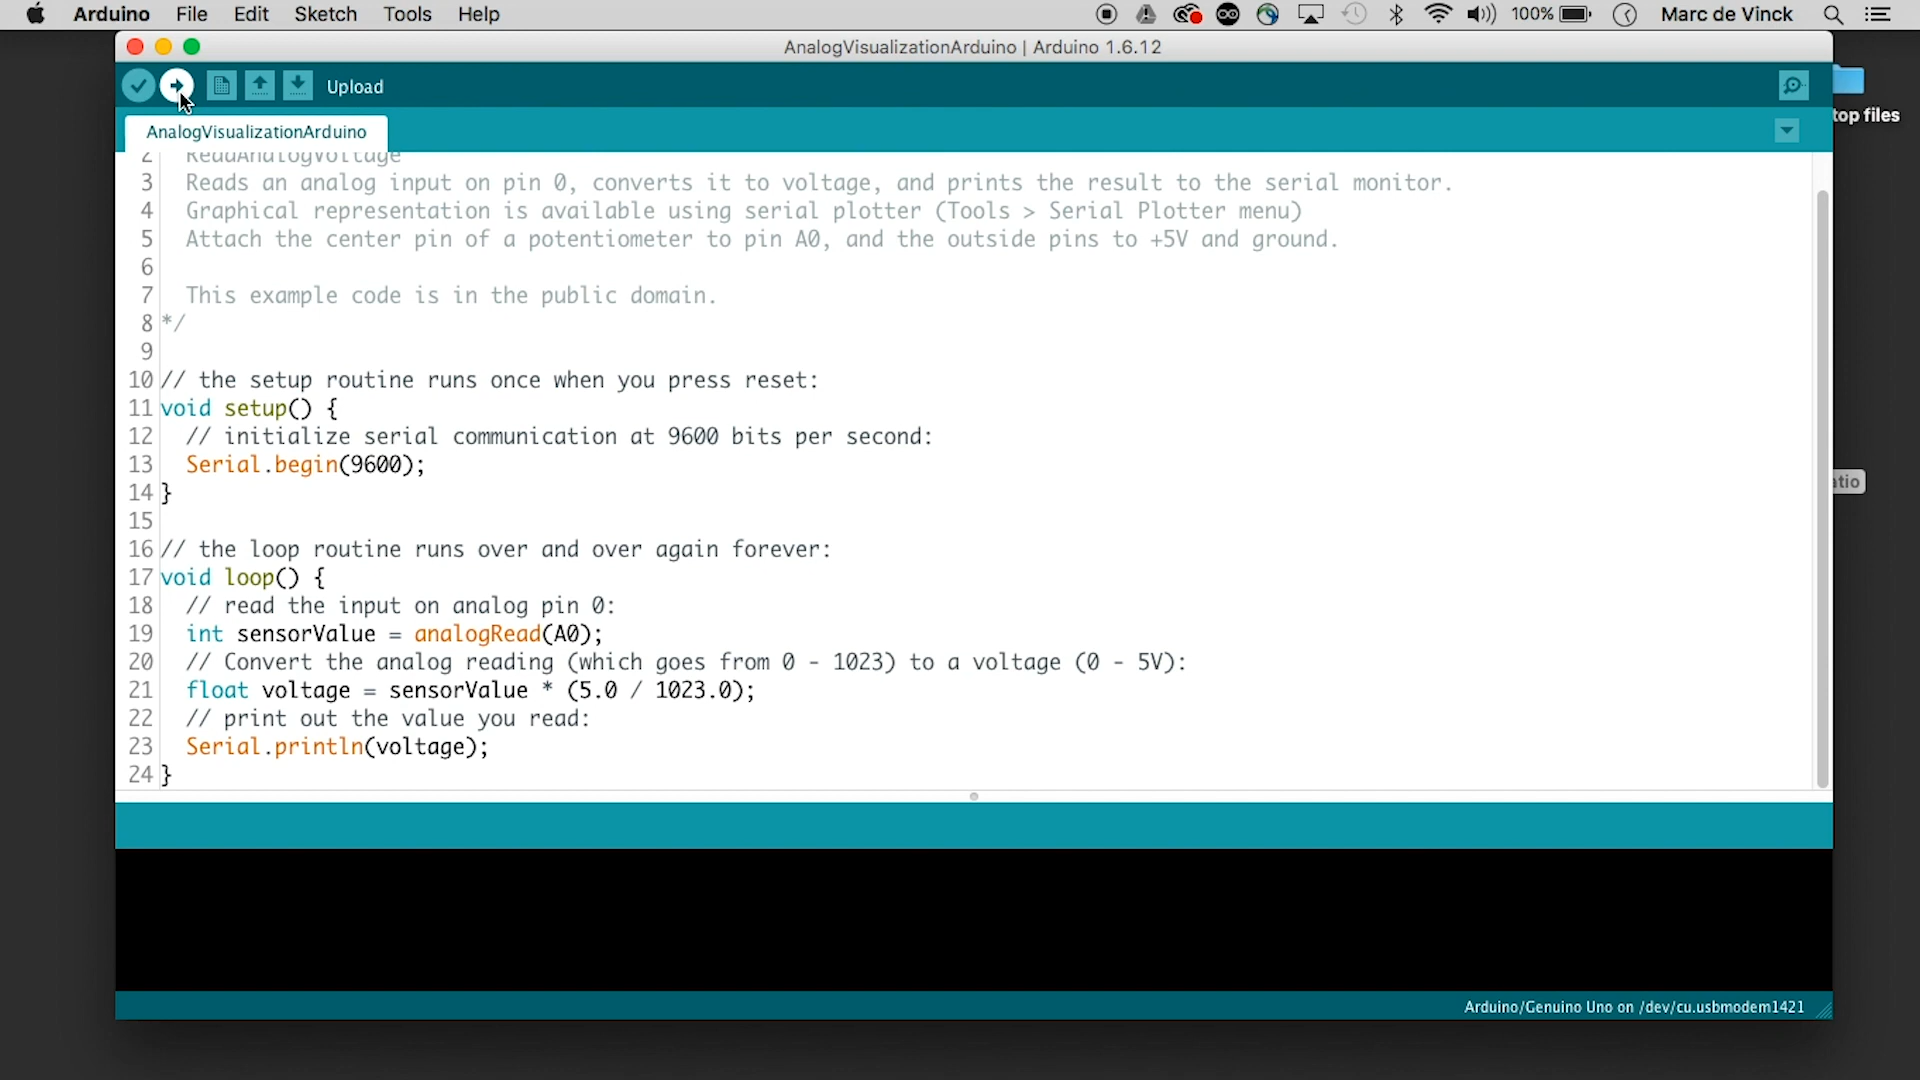 Arduino File Edit Sketch Tools Help 100% Marc de Vinck
AnalogVisualizationArduino | Arduino 1.6.12
Upload
top files
AnalogVisualizationArduino
2 ReadAnalogVoltage
3 Reads an analog input on pin 0, converts it to voltage, and prints the result to the serial monitor.
4 Graphical representation is available using serial plotter (Tools > Serial Plotter menu)
5 Attach the center pin of a potentiometer to pin A0, and the outside pins to +5V and ground.
6
7 This example code is in the public domain.
8 */
9
10 // the setup routine runs once when you press reset:
11 void setup() {
12 // initialize serial communication at 9600 bits per second:
13 Serial.begin(9600);
14 }
atio
15
16 // the loop routine runs over and over again forever:
17 void loop() {
18 // read the input on analog pin 0:
19 int sensorValue = analogRead(A0);
20 // Convert the analog reading (which goes from 0 - 1023) to a voltage (0 - 5V):
21 float voltage = sensorValue * (5.0 / 1023.0);
22 // print out the value you read:
23 Serial.println(voltage);
24 }
Arduino/Genuino Uno on /dev/cu.usbmodem1421